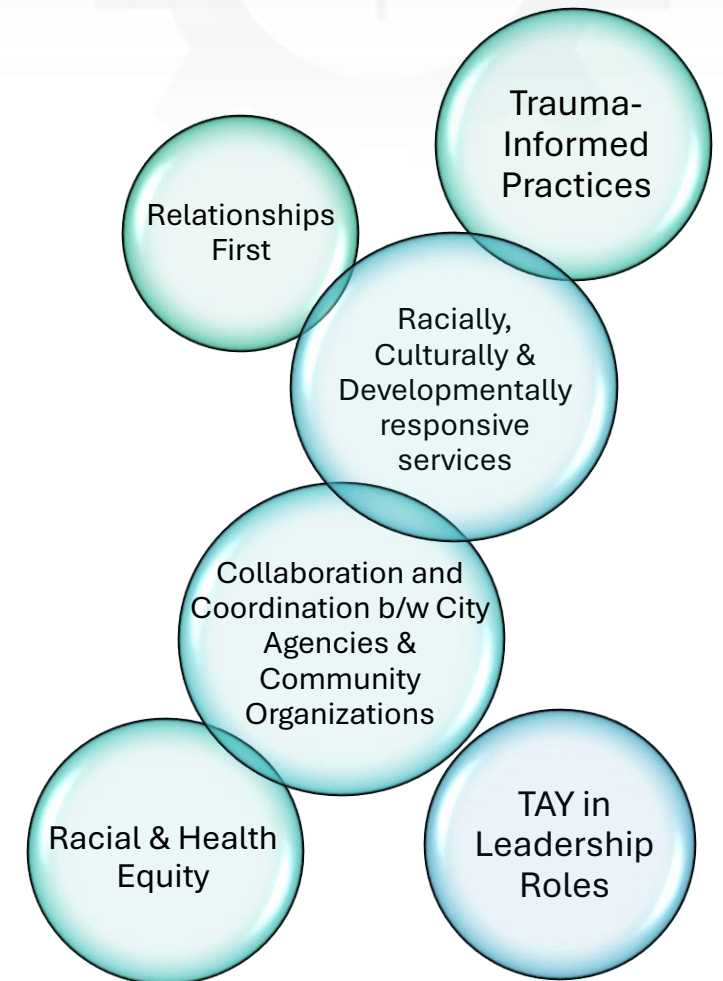 Trauma-
Informed
Practices
Relationships
First
Racially,
Culturally &
Developmentally
responsive
services
Collaboration and
Coordination b/w City
Agencies &
Community
Organizations
Racial & Health
Equity
TAY in
Leadership
Roles